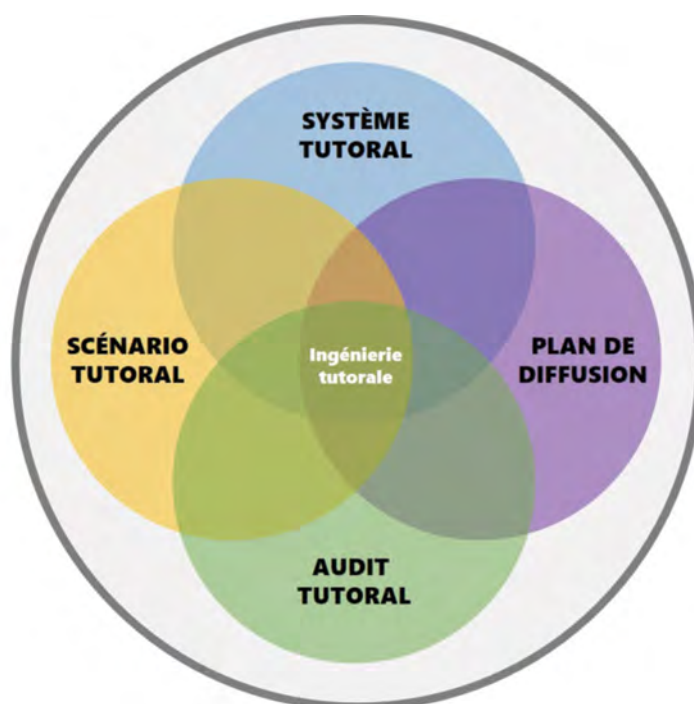 SYSTÈME
TUTORAL
SCÉNARIO
TUTORAL
Ingénierie
tutorale
PLAN DE
DIFFUSION
AUDIT
TUTORAL